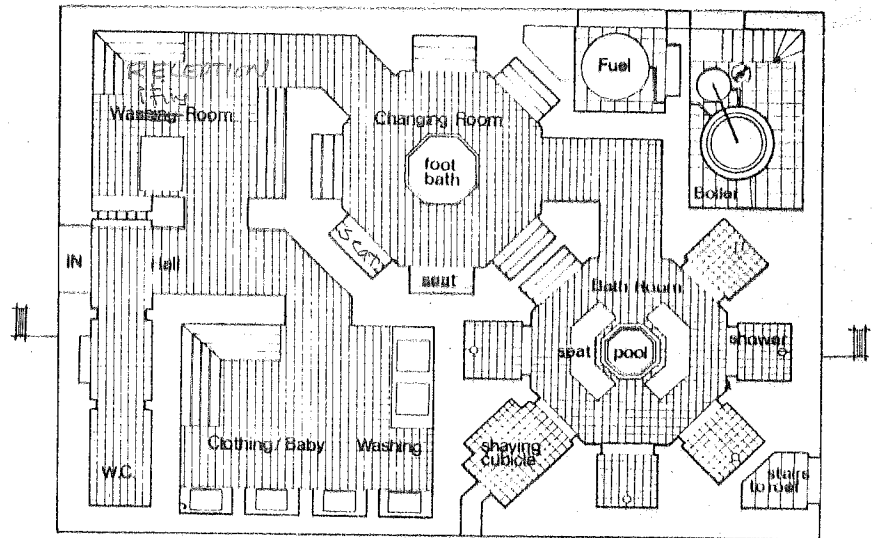 RECEPTION
Washing Room
Changing Room
Fuel
Boiler
foot
bath
IN
Hall
seat
seat
Bath Room
seat
pool
shower
Clothing / Baby
Washing
shaving
cubicle
W.C.
stairs
to roof